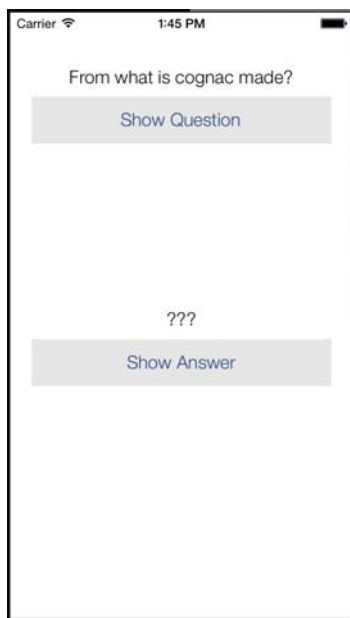 Carrier 1:45 PM
From what is cognac made?
Show Question
???
Show Answer